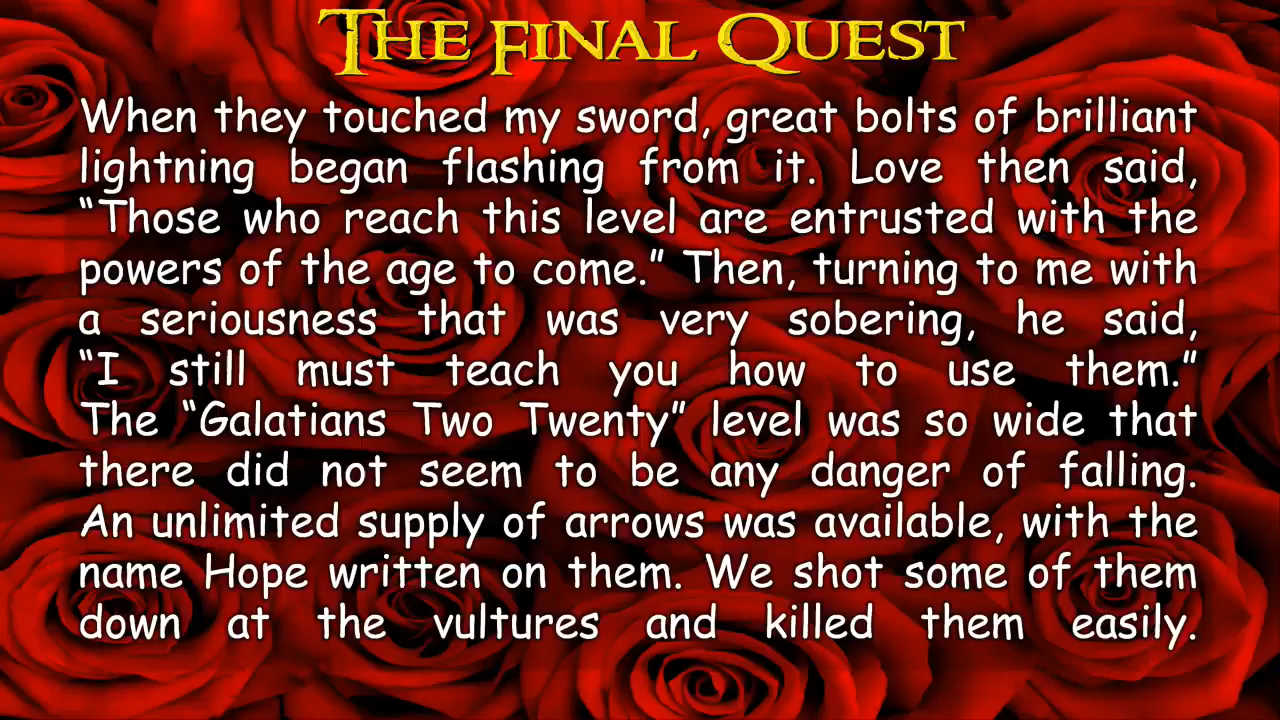 The Final Quest
When they touched my sword, great bolts of brilliant
lightning began flashing from it. Love then said,
“Those who reach this level are entrusted with the
powers of the age to come.” Then, turning to me with
a seriousness that was very sobering, he said,
“I still must teach you how to use them.”
The “Galatians Two Twenty” level was so wide that
there did not seem to be any danger of falling.
An unlimited supply of arrows was available, with the
name Hope written on them. We shot some of them
down at the vultures and killed them easily.